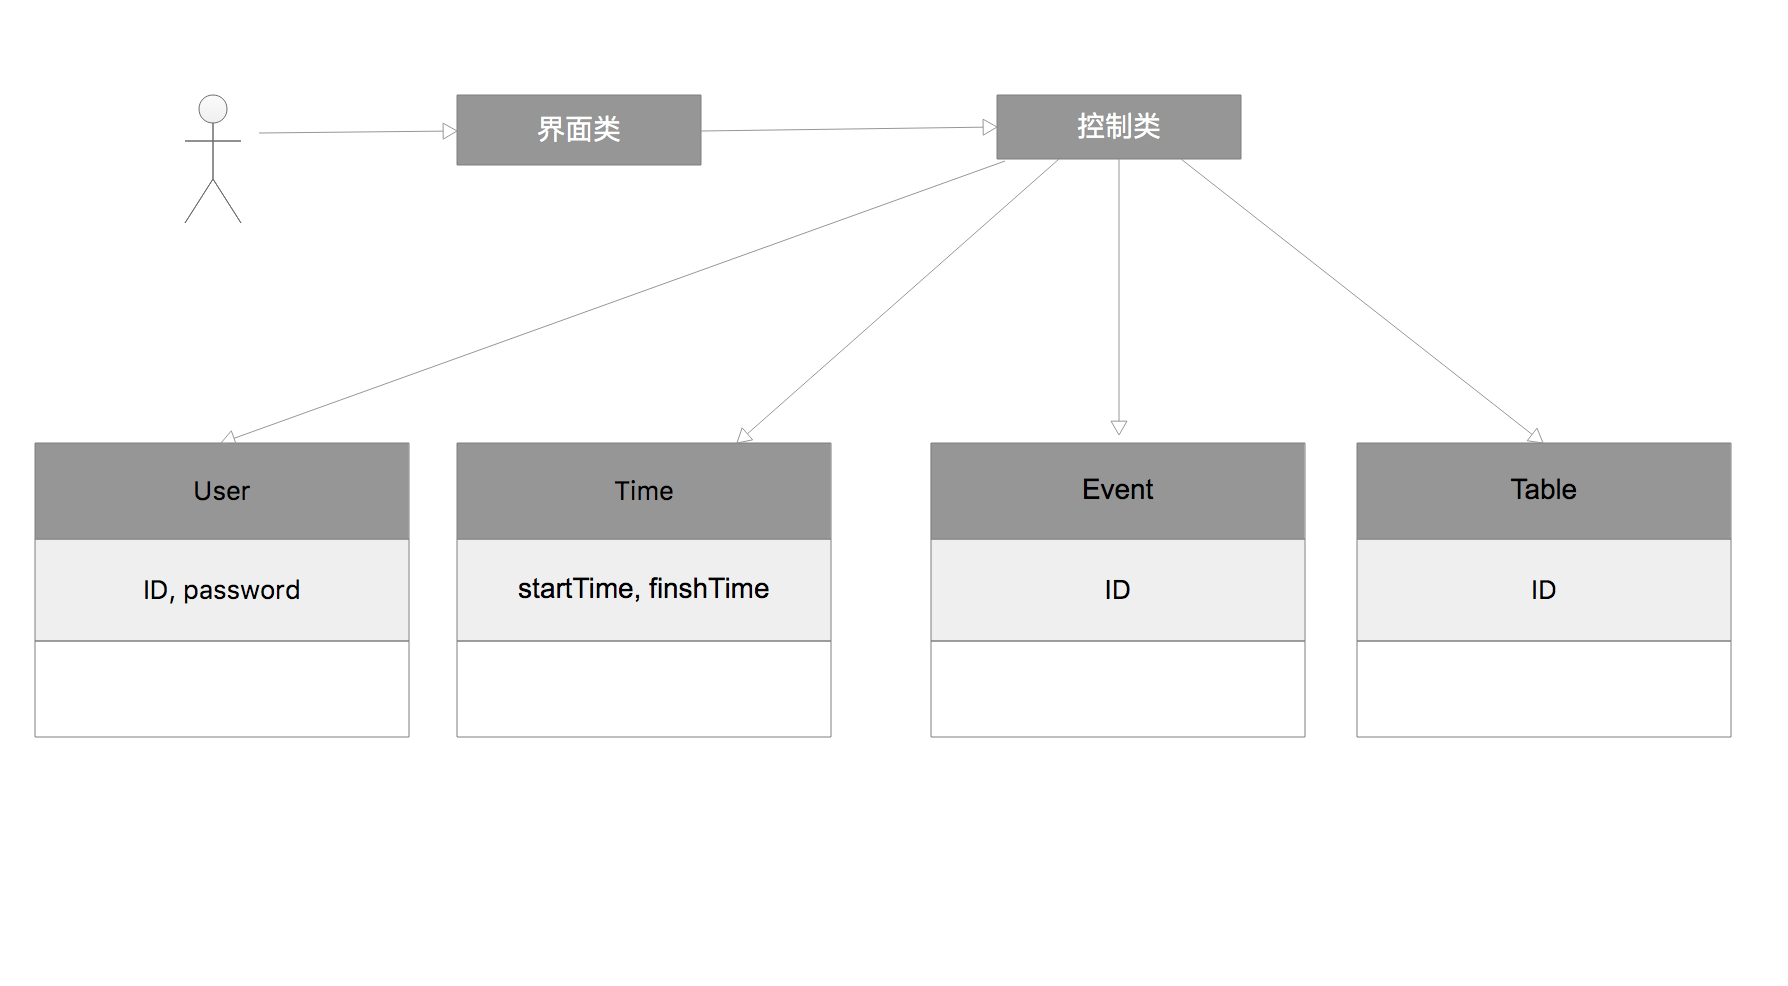 界面类
控制类
User
Time
Event
Table
ID, password
startTime, finshTime
ID
ID